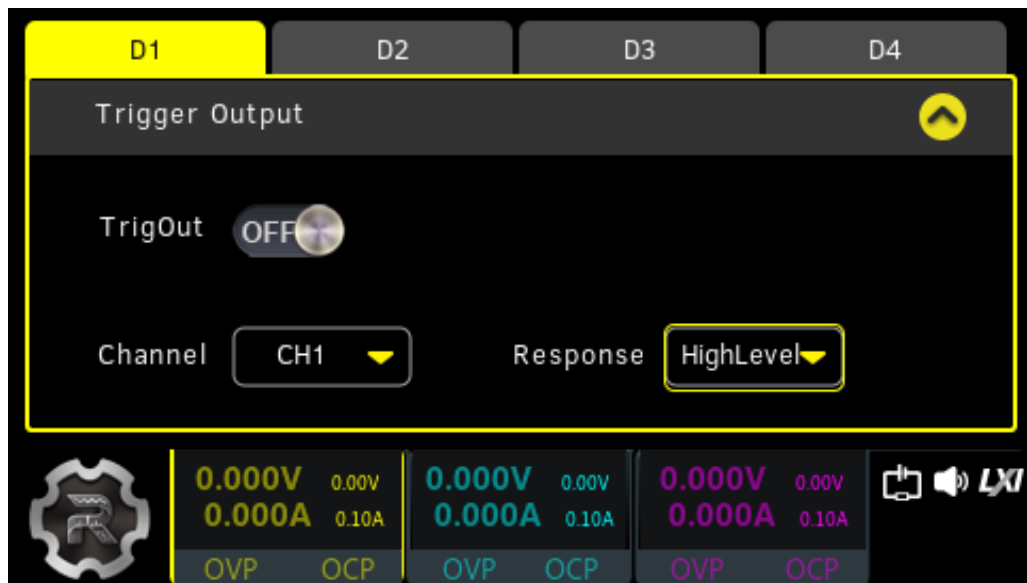 D1 D2 D3 D4
Trigger Output
TrigOut OFF
Channel CH1 Response HighLevel
0.000V 0.00V 0.000V 0.00V 0.000V 0.00V LXI
0.000A 0.10A 0.000A 0.10A 0.000A 0.10A
OVP OCP OVP OCP OVP OCP